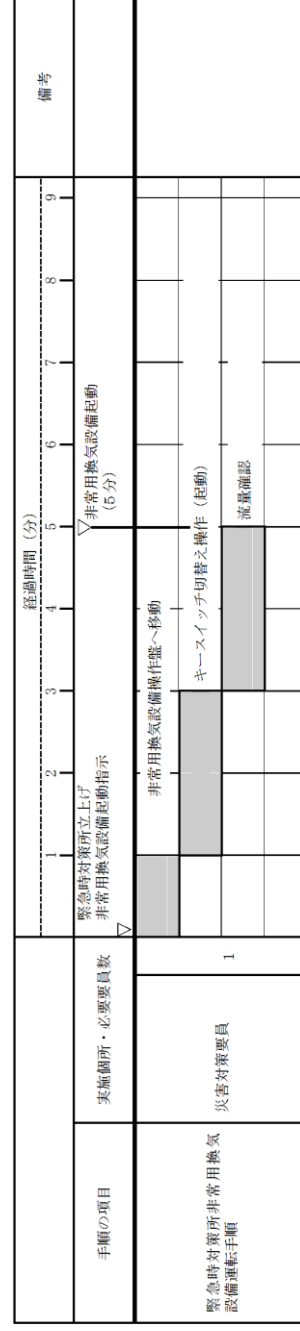 経過時間（分）
備考
1 2 3 4 5 6 7 8 9
手順の項目
実施個所・必要要員数
緊急時対策所立上げ
非常用換気設備起動指示
▽
▽
非常用換気設備起動
（5分）
緊急時対策所非常用換気
設備運転手順
災害対策要員
1
非常用換気設備操作盤へ移動
キースイッチ切替え操作（起動）
流量確認